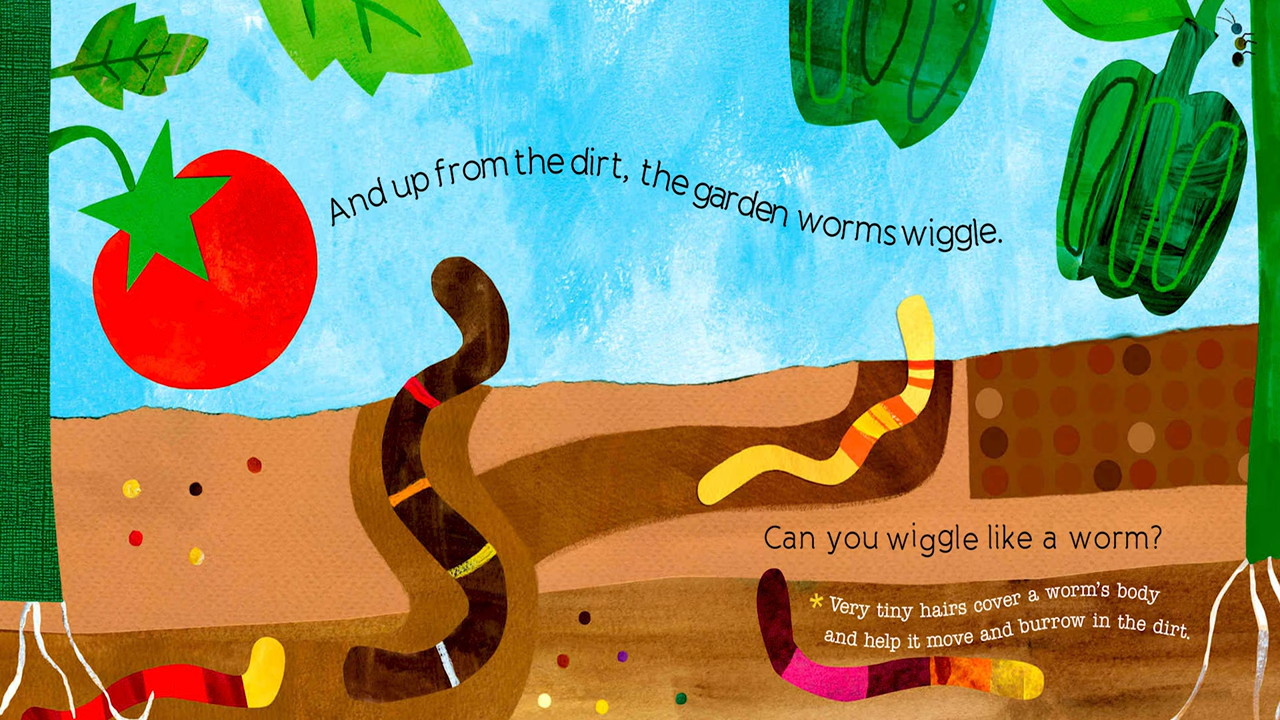 And up from the dirt, the garden worms wiggle.
Can you wiggle like a worm?
* Very tiny hairs cover a worm's body
and help it move and burrow in the dirt.